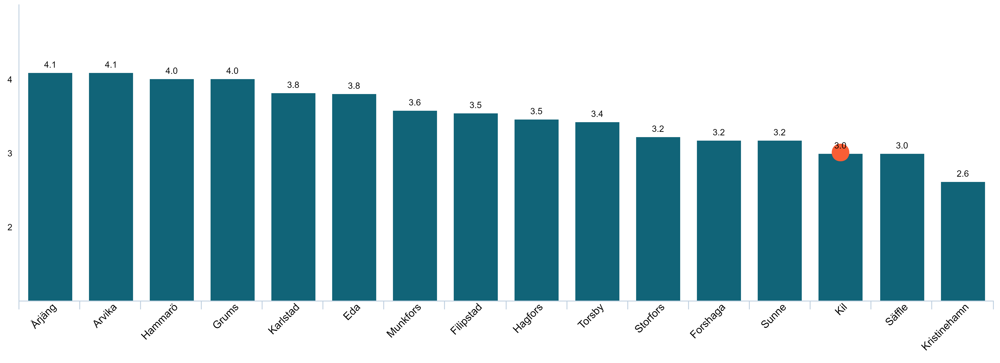 4.1
4.1
4.0
4.0
3.8
3.8
3.6
3.5
3.5
3.4
3.2
3.2
3.2
3.0
3.0
2.6
4
3
2
Årjäng
Arvika
Hammarö
Grums
Karlstad
Eda
Munkfors
Filipstad
Hagfors
Torsby
Storfors
Forshaga
Sunne
Kil
Säffle
Kristinehamn